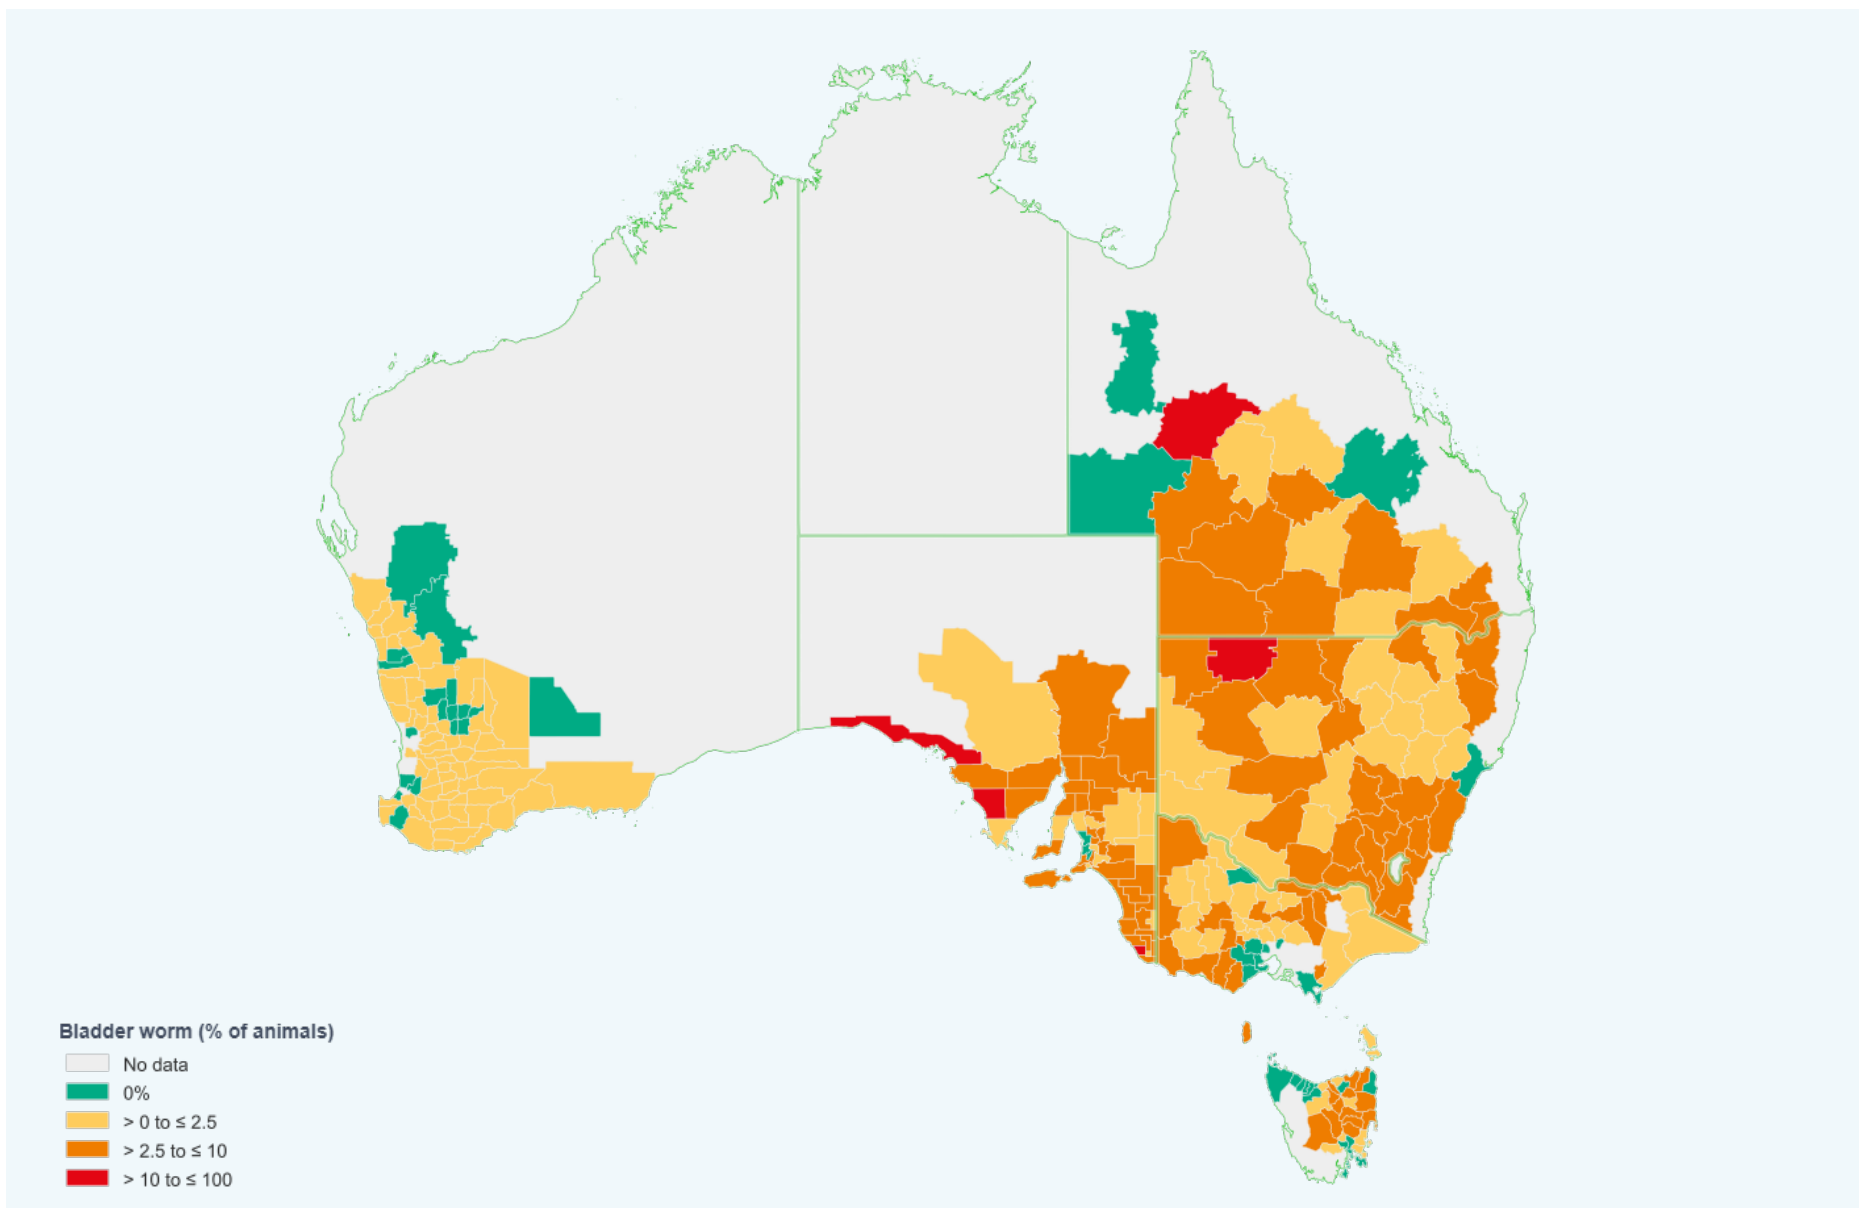 Bladder worm (% of animals)
No data
0%
> 0 to ≤ 2.5
> 2.5 to ≤ 10
> 10 to ≤ 100